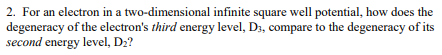 2. For an electron in a two-dimensional infinite square well potential, how does the
degeneracy of the electron's third energy level, D₃, compare to the degeneracy of its
second energy level, D₂?